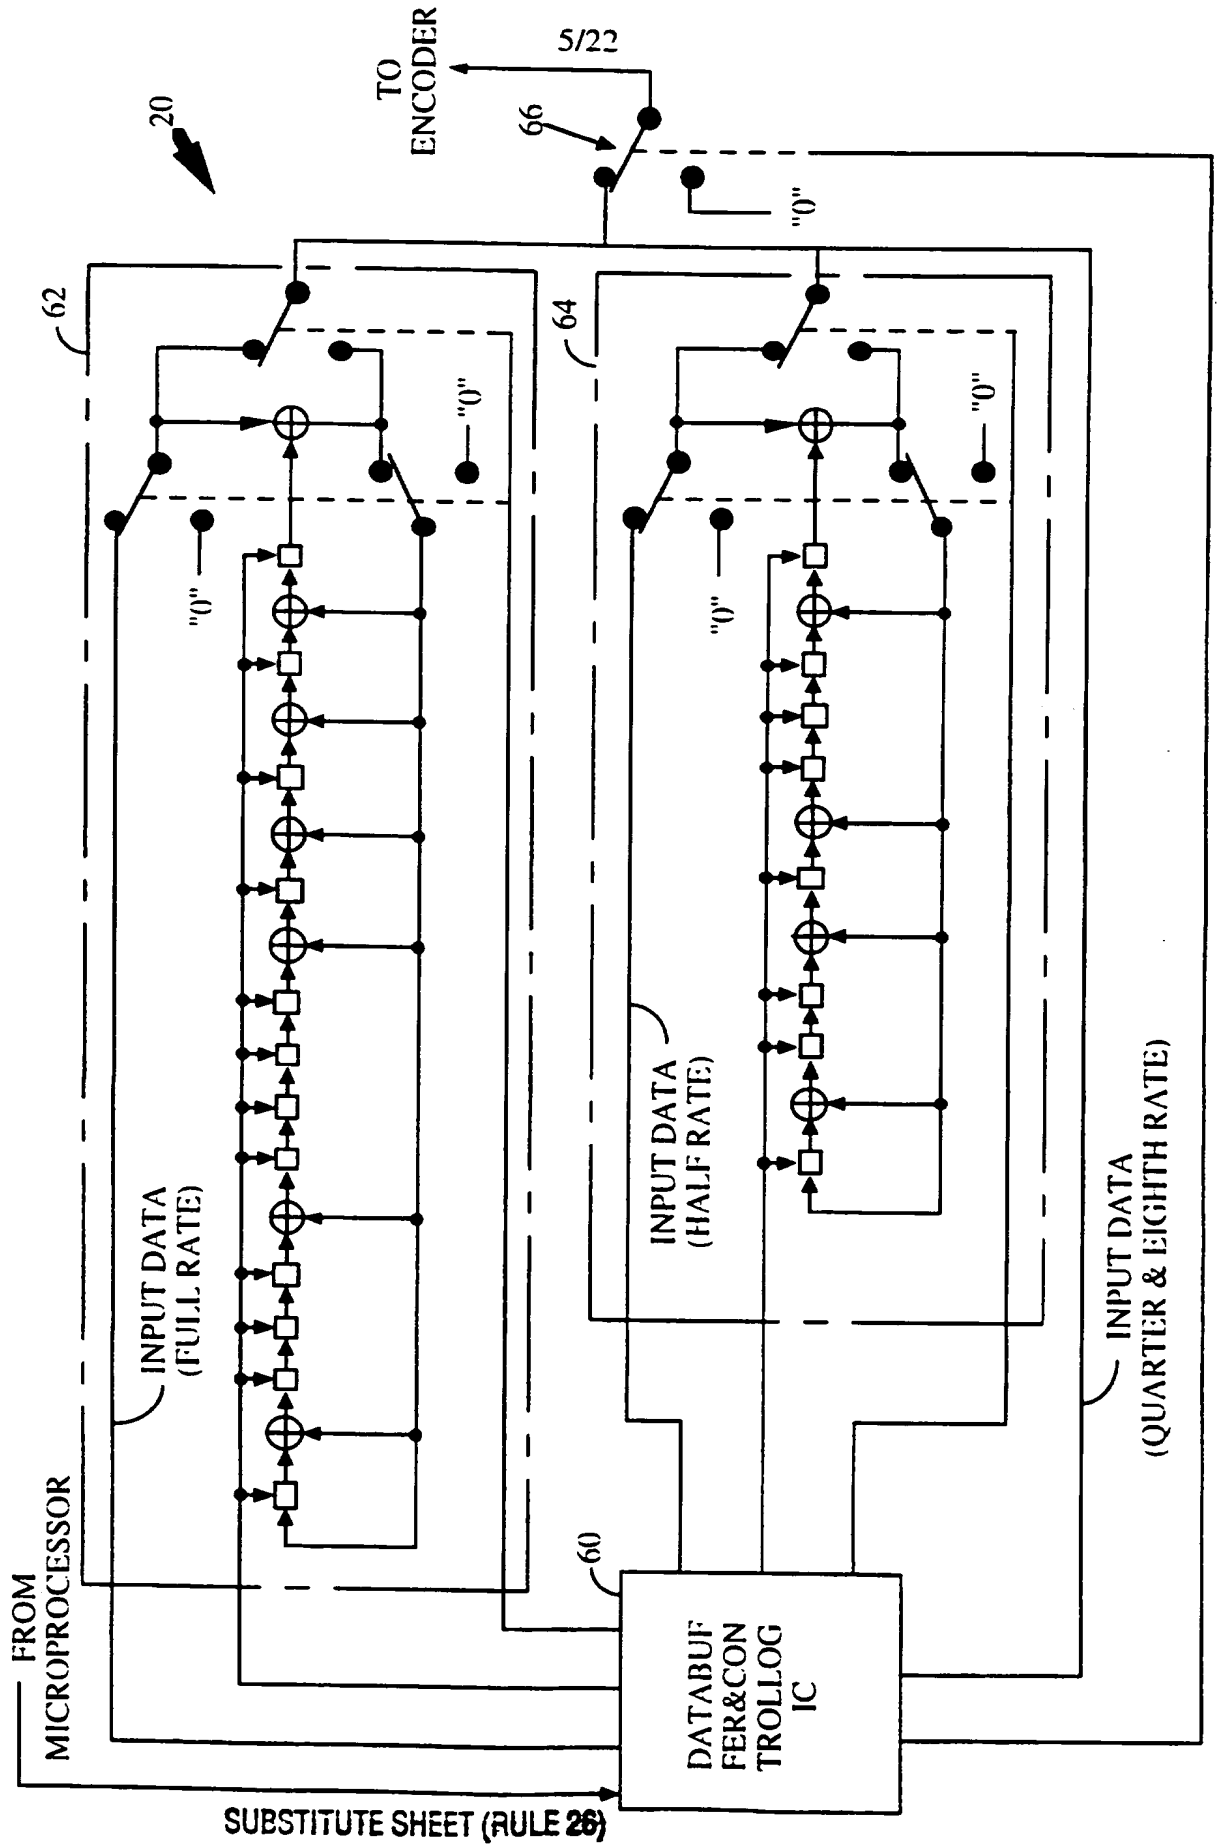 FROM
MICROPROCESSOR
INPUT DATA
(FULL RATE)
62
"0"
"0"
20
TO
ENCODER
5/22
66
"0"
64
"0"
"0"
INPUT DATA
(HALF RATE)
60
DATABUF
FER&CON
TROLLOG
IC
INPUT DATA
(QUARTER & EIGHTH RATE)
SUBSTITUTE SHEET (RULE 26)